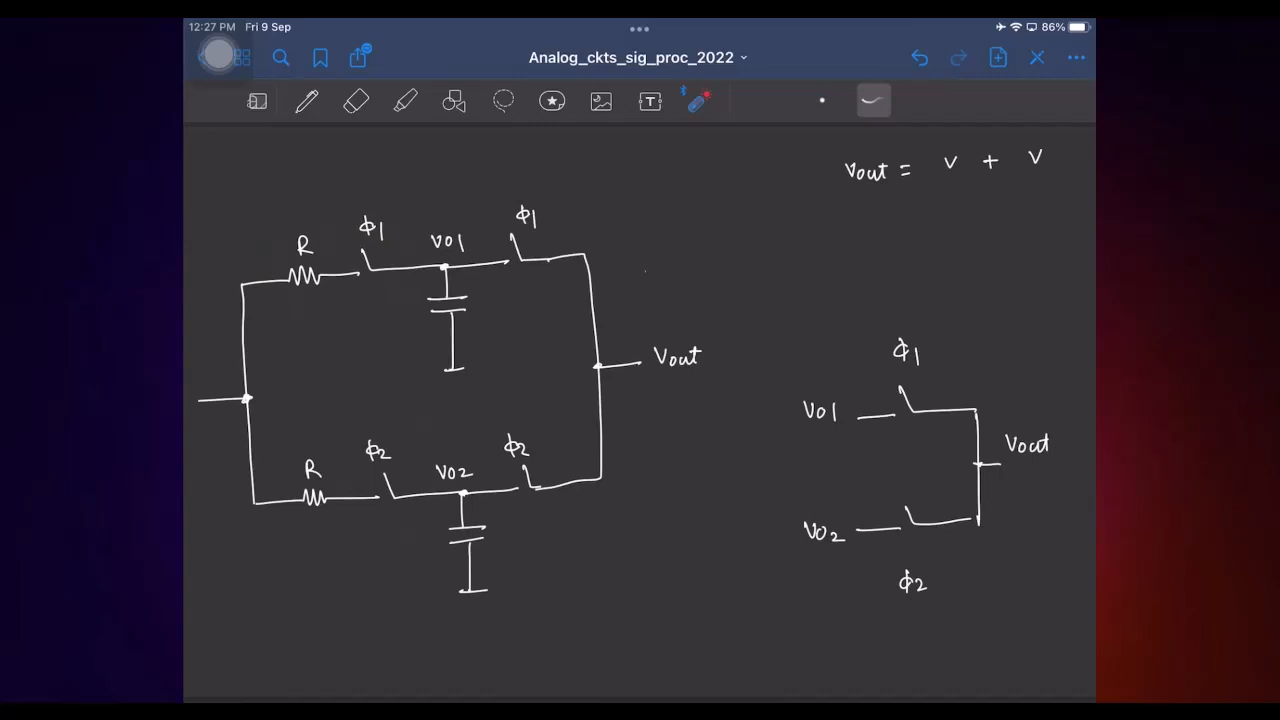 12:27 PM Fri 9 Sep
86%
Analog_ckts_sig_proc_2022
T
Vout = V + V
R
ϕ1
VO1
ϕ1
Vout
R
ϕ2
VO2
ϕ2
ϕ1
VO1
Vout
VO2
ϕ2